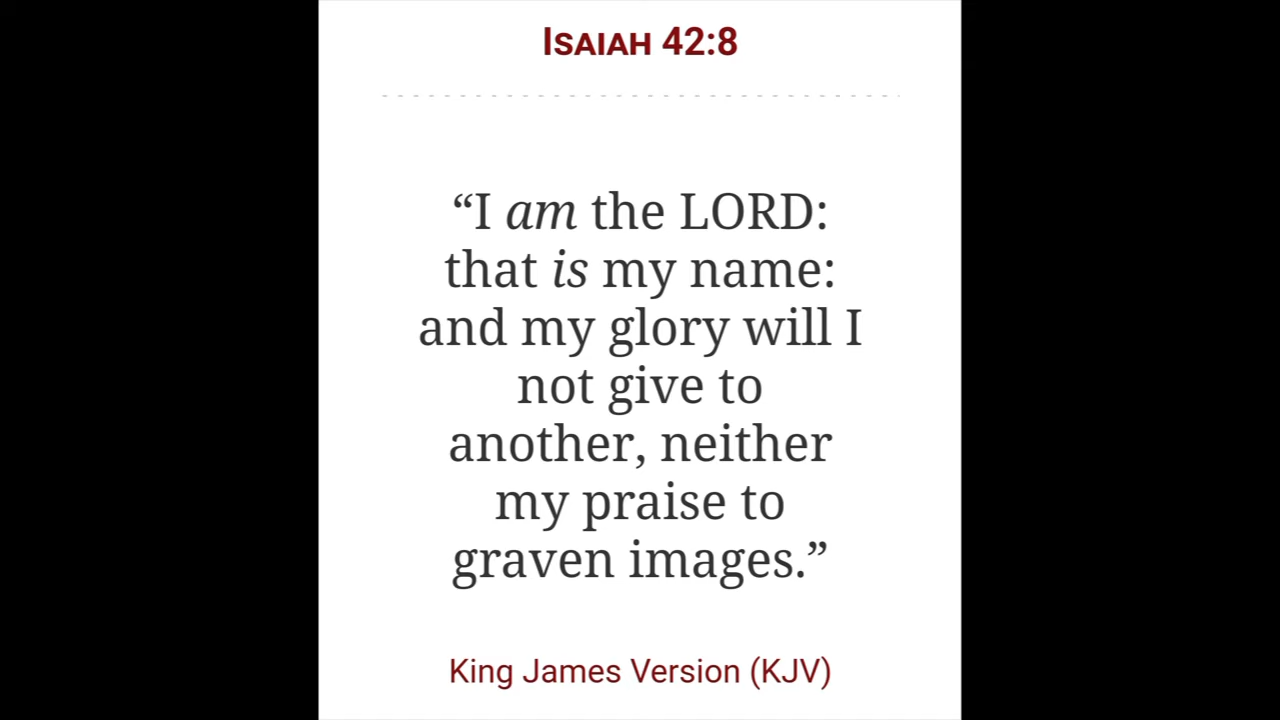 Isaiah 42:8
“I am the LORD:
that is my name:
and my glory will I
not give to
another, neither
my praise to
graven images.”
King James Version (KJV)